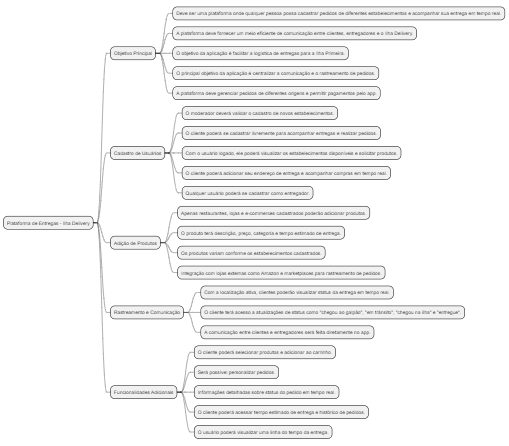 Deve ser uma plataforma onde qualquer pessoa possa cadastrar pedidos de diferentes estabelecimentos e acompanhar sua entrega em tempo real.
A plataforma deve fornecer um meio eficiente de comunicação entre clientes, entregadores e a Ilha Delivery.
Objetivo Principal
O objetivo da aplicação é facilitar a logística de entregas para a Ilha Primeira.
O principal objetivo da aplicação é centralizar a comunicação e o rastreamento de pedidos.
A plataforma deve gerenciar pedidos de diferentes origens e permitir pagamentos pelo app.
O moderador deverá validar o cadastro de novos estabelecimentos.
O cliente poderá se cadastrar livremente para acompanhar entregas e realizar pedidos.
Cadastro de Usuários
Com o usuário logado, ele poderá visualizar os estabelecimentos disponíveis e solicitar produtos.
O cliente poderá adicionar seu endereço de entrega e acompanhar compras em tempo real.
Qualquer usuário poderá se cadastrar como entregador.
Apenas restaurantes, lojas e e-commerces cadastrados poderão adicionar produtos.
Plataforma de Entregas - Ilha Delivery
O produto terá descrição, preço, categoria e tempo estimado de entrega.
Adição de Produtos
Os produtos variam conforme os estabelecimentos cadastrados.
Integração com lojas externas como Amazon e marketplaces para rastreamento de pedidos.
Com a localização ativa, clientes poderão visualizar status da entrega em tempo real.
Rastreamento e Comunicação
O cliente terá acesso a atualizações de status como "chegou ao galpão", "em trânsito", "chegou na ilha" e "entregue".
A comunicação entre clientes e entregadores será feita diretamente no app.
O cliente poderá selecionar produtos e adicionar ao carrinho.
Será possível personalizar pedidos.
Funcionalidades Adicionais
Informações detalhadas sobre status do pedido em tempo real.
O cliente poderá acessar tempo estimado de entrega e histórico de pedidos.
O usuário poderá visualizar uma linha do tempo da entrega.